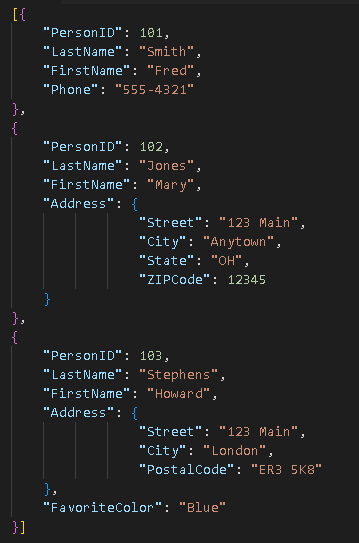 [{
    "PersonID": 101,
    "LastName": "Smith",
    "FirstName": "Fred",
    "Phone": "555-4321"
},
{
    "PersonID": 102,
    "LastName": "Jones",
    "FirstName": "Mary",
    "Address": {
                "Street": "123 Main",
                "City": "Anytown",
                "State": "OH",
                "ZIPCode": 12345
    }
},
{
    "PersonID": 103,
    "LastName": "Stephens",
    "FirstName": "Howard",
    "Address": {
                "Street": "123 Main",
                "City": "London",
                "PostalCode": "ER3 5K8"
    },
    "FavoriteColor": "Blue"
}]